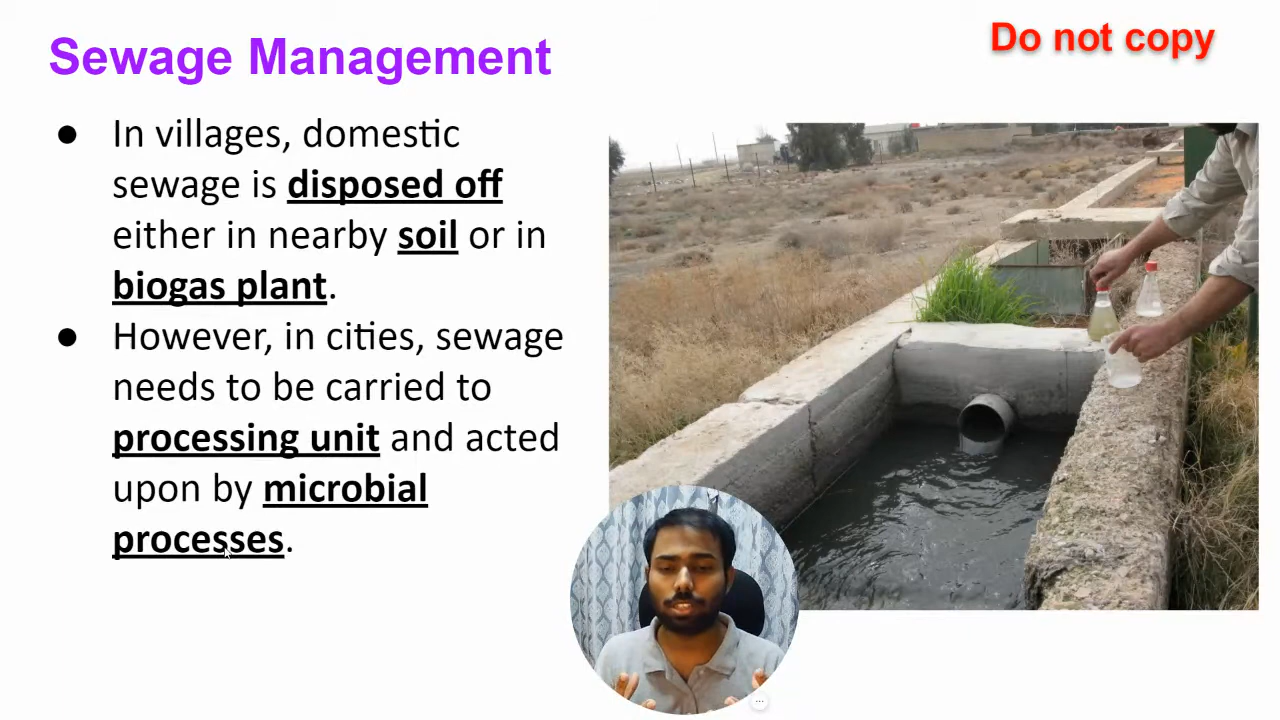 Sewage Management
Do not copy
● In villages, domestic
sewage is disposed off
either in nearby soil or in
biogas plant.
● However, in cities, sewage
needs to be carried to
processing unit and acted
upon by microbial
processes.